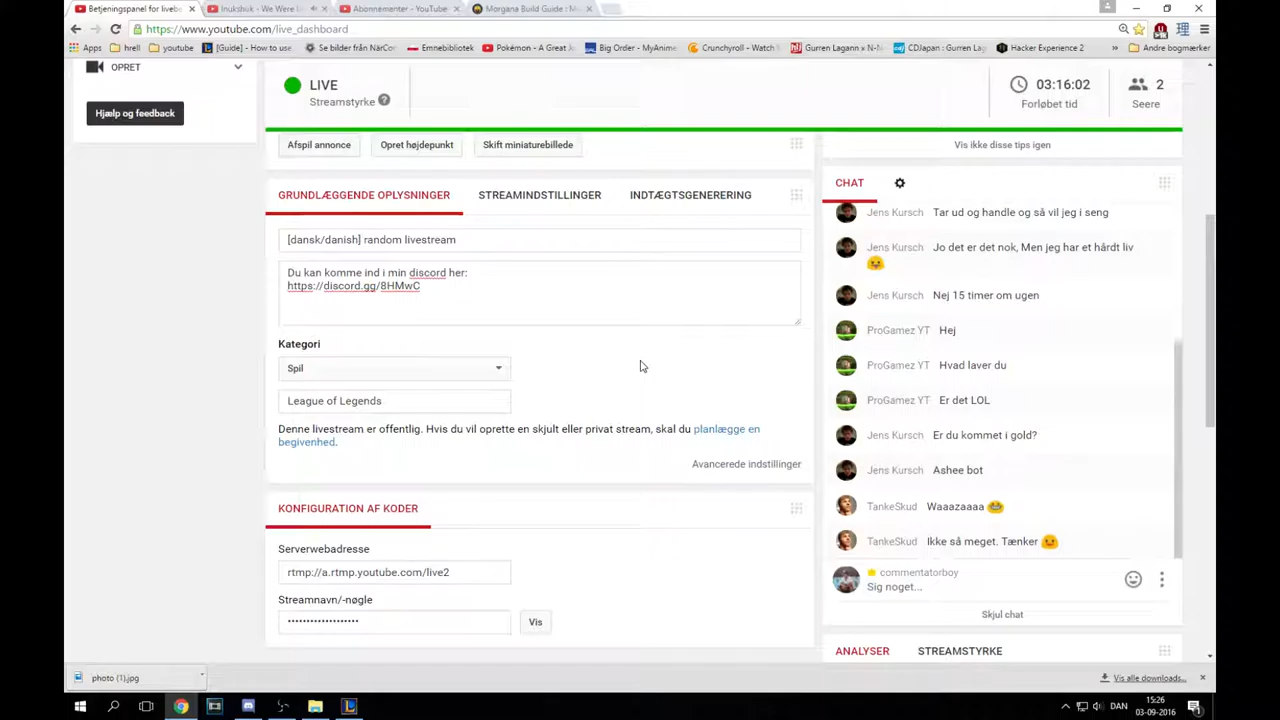 Betjeningspanel for livebe
Inukshuk - We Were L
Abonnementer - YouTube
Morgana Build Guide : M
https://www.youtube.com/live_dashboard
Apps
hrell
youtube
[Guide] - How to use
Se bilder från NärCon
Emnebibliotek
Pokémon - A Great Jo
Big Order - MyAnime
Crunchyroll – Watch
Gurren Lagann x N-N
CDJapan : Gurren Lag
Hacker Experience 2
Andre bogmærker
OPRET
Hjælp og feedback
LIVE
Streamstyrke
03:16:02
Forløbet tid
2
Seere
Afspil annonce
Opret højdepunkt
Skift miniaturebillede
Vis ikke disse tips igen
GRUNDLÆGGENDE OPLYSNINGER
STREAMINDSTILLINGER
INDTÆGTSGENERERING
[dansk/danish] random livestream
Du kan komme ind i min discord her:
https://discord.gg/8HMwC
Kategori
Spil
League of Legends
Denne livestream er offentlig. Hvis du vil oprette en skjult eller privat stream, skal du planlægge en
begivenhed.
Avancerede indstillinger
KONFIGURATION AF KODER
Serverwebadresse
rtmp://a.rtmp.youtube.com/live2
Streamnavn/-nøgle
Vis
CHAT
Jens Kursch Tar ud og handle og så vil jeg i seng
Jens Kursch Jo det er det nok, Men jeg har et hårdt liv
Jens Kursch Nej 15 timer om ugen
ProGamez YT Hej
ProGamez YT Hvad laver du
ProGamez YT Er det LOL
Jens Kursch Er du kommet i gold?
Jens Kursch Ashee bot
TankeSkud Waaazaaaa
TankeSkud Ikke så meget. Tænker
commentatorboy
Sig noget...
Skjul chat
ANALYSER
STREAMSTYRKE
photo (1).jpg
Vis alle downloads...
DAN
15:26
03-09-2016